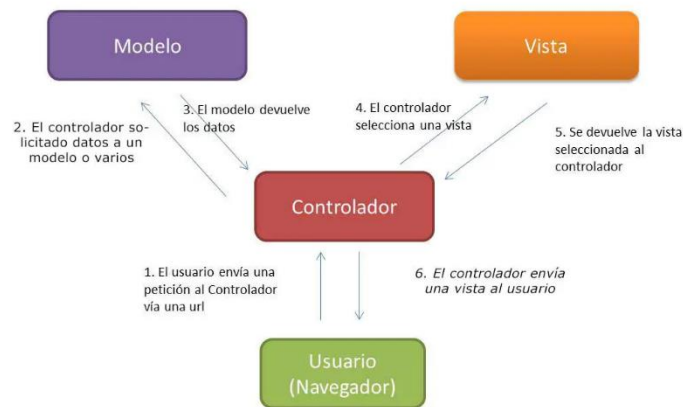 Modelo
Vista
2. El controlador so-
licitado datos a un
modelo o varios
3. El modelo devuelve
los datos
4. El controlador
selecciona una vista
5. Se devuelve la vista
seleccionada al
controlador
Controlador
1. El usuario envía una
petición al Controlador
vía una url
6. El controlador envía
una vista al usuario
Usuario
(Navegador)